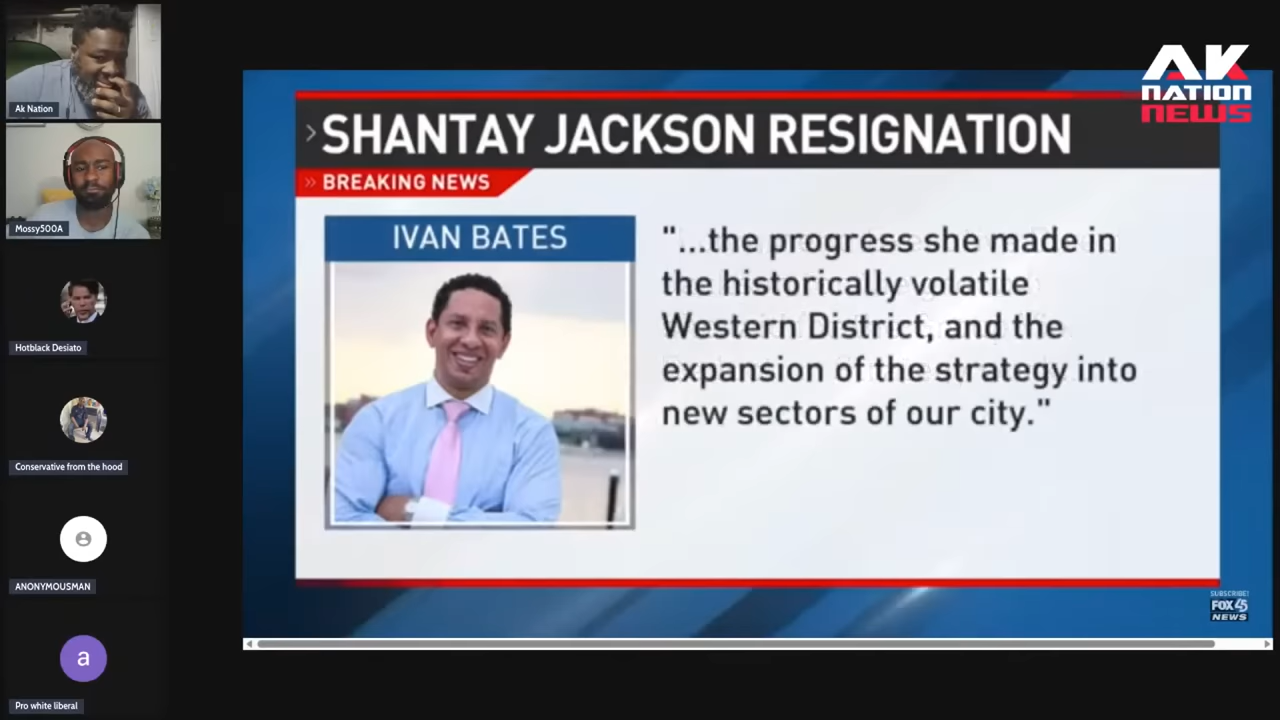 Ak Nation
Mossy500A
Hotblack Desiato
Conservative from the hood
ANONYMOUSMAN
a
Pro white liberal
AK
NATION
NEWS
SHANTAY JACKSON RESIGNATION
BREAKING NEWS
IVAN BATES
"...the progress she made in
the historically volatile
Western District, and the
expansion of the strategy into
new sectors of our city."
SUBSCRIBE!
FOX 45
NEWS